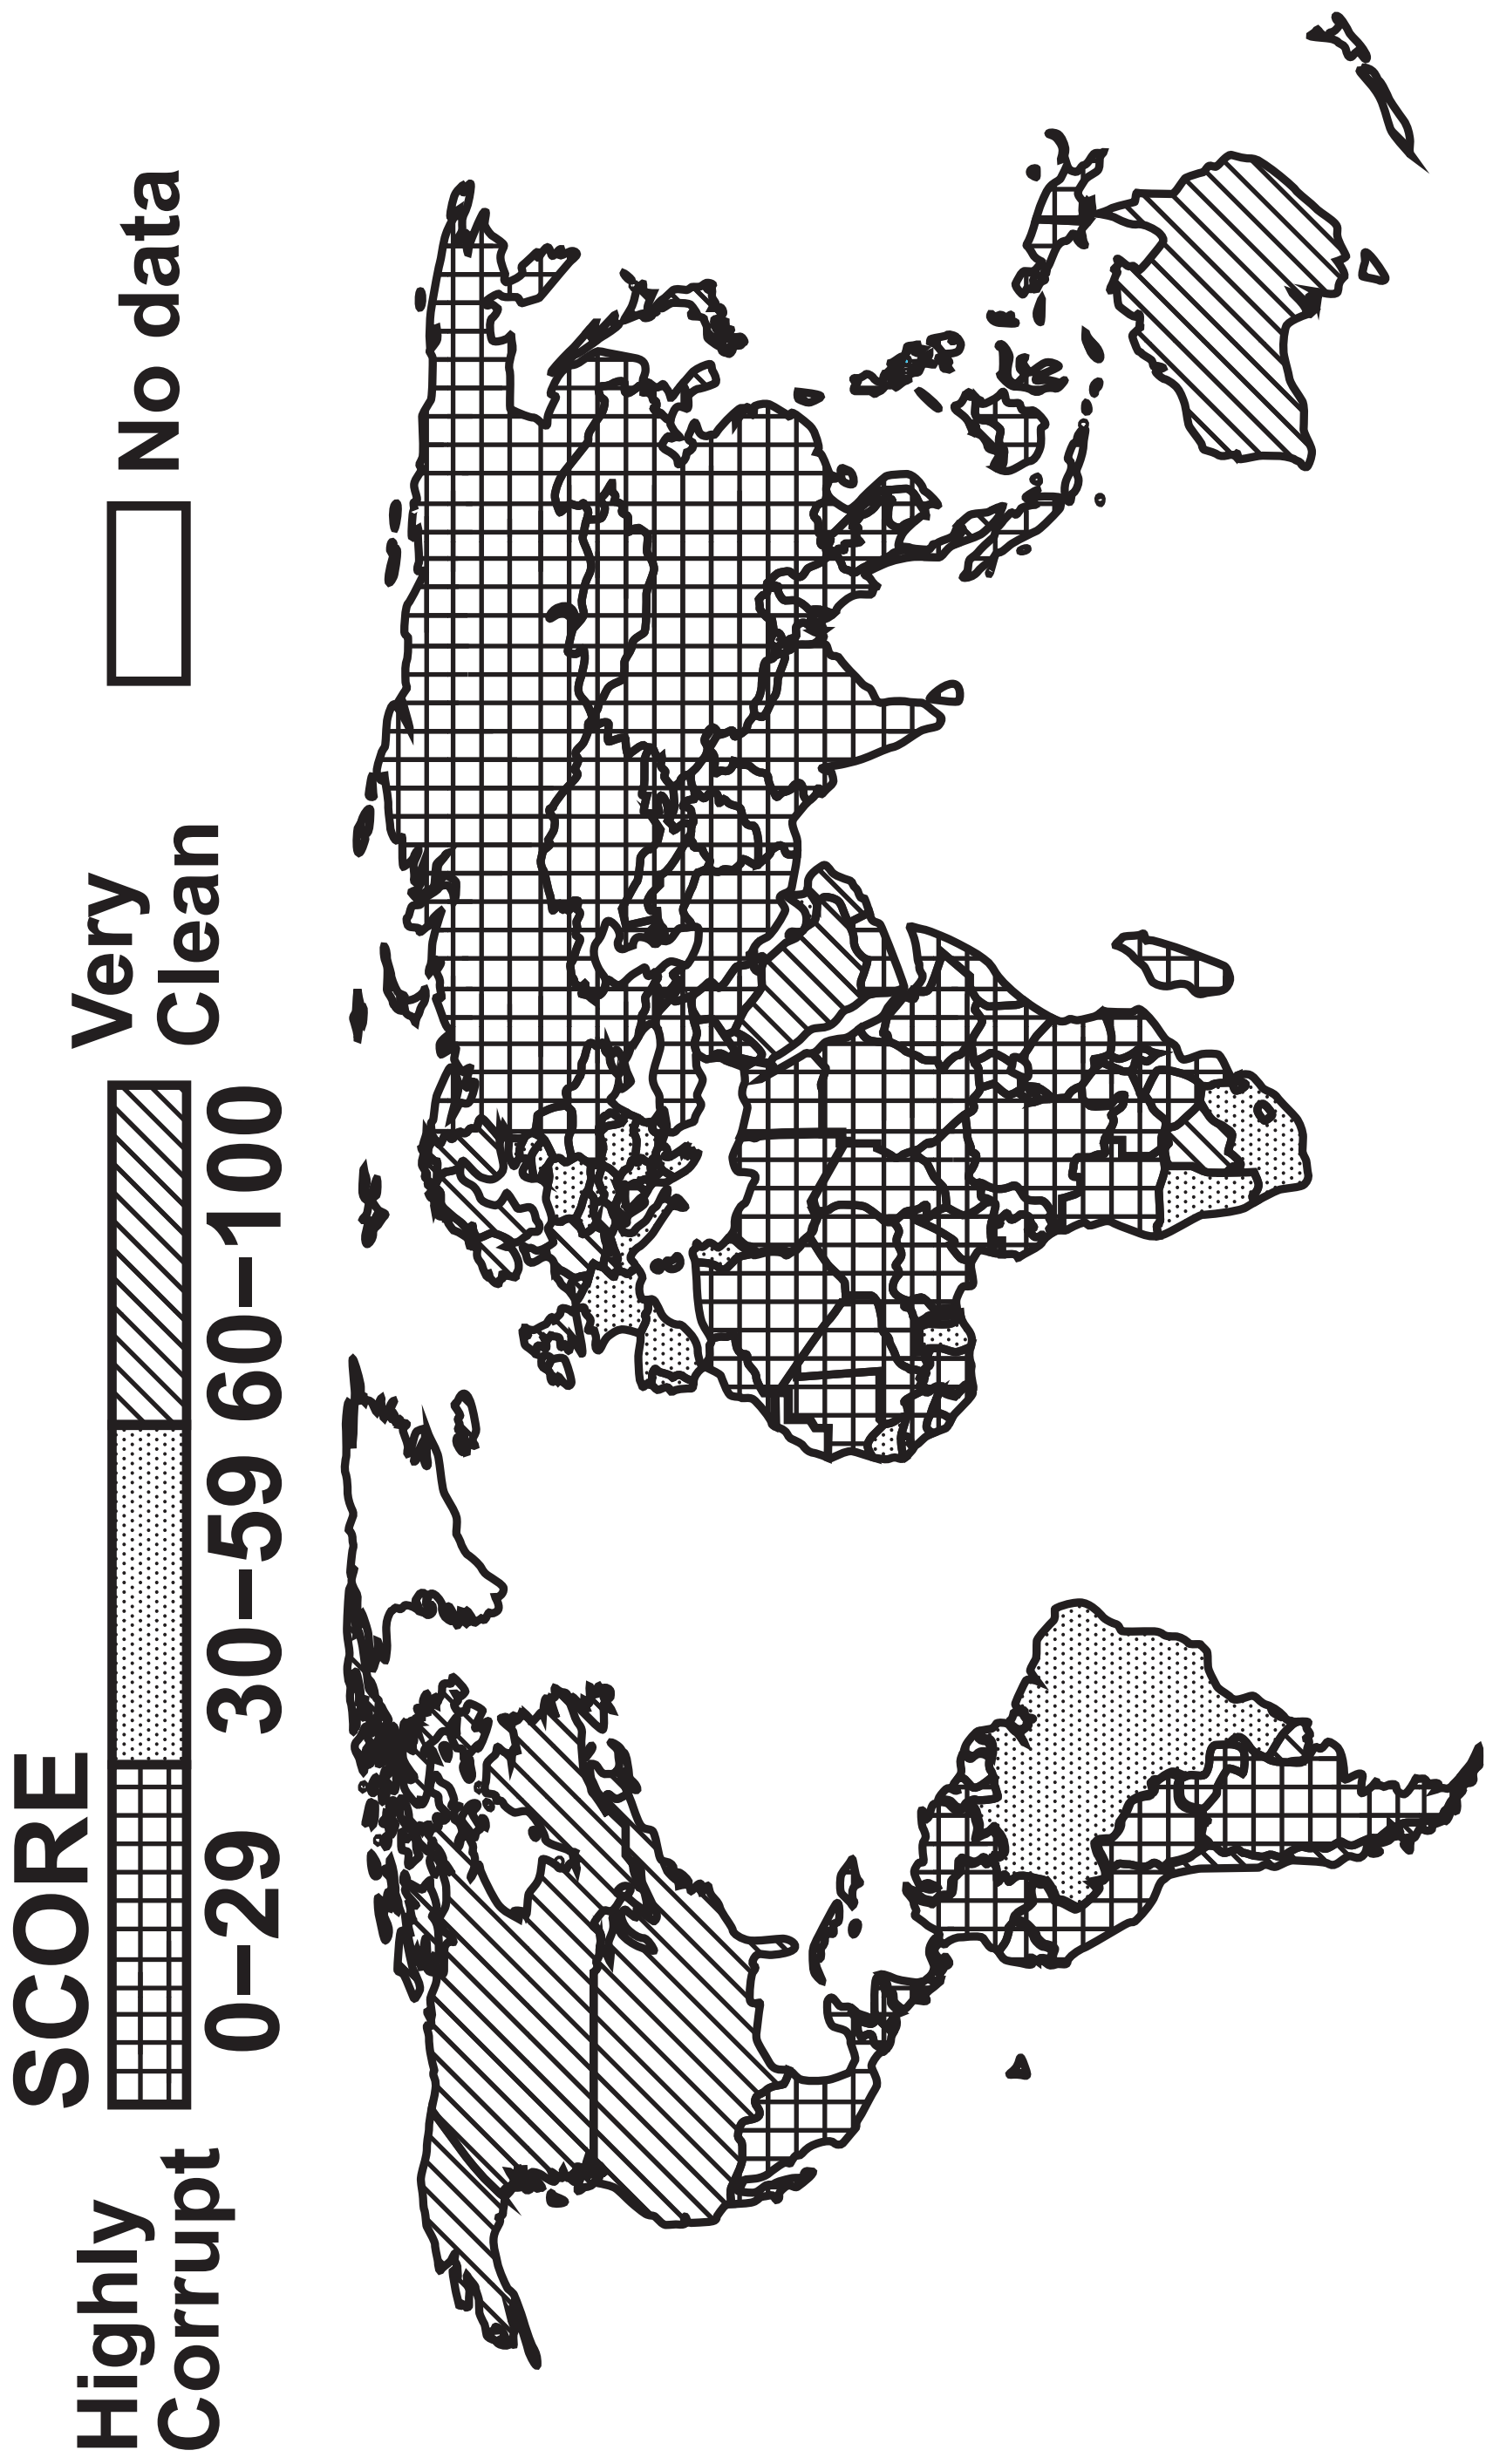 SCORE
Highly
Corrupt
Very
Clean
0–29 30–59 60–100
No data